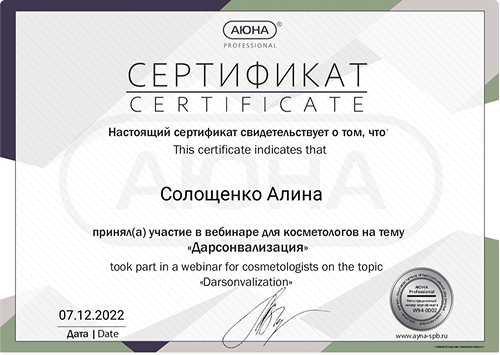 АЮНА®
PROFESSIONAL
СЕРТИФИКАТ
CERTIFICATE
Настоящий сертификат свидетельствует о том, что
This certificate indicates that
АЮНА
Солощенко Алина
принял(а) участие в вебинаре для косметологов на тему
«Дарсонвализация»
took part in a webinar for cosmetologists on the topic
«Darsonvalization»
07.12.2022
Дата | Date
АЮНА
Professional
Регистрационный
номер сертификата
W94-0002
www.ayna-spb.ru